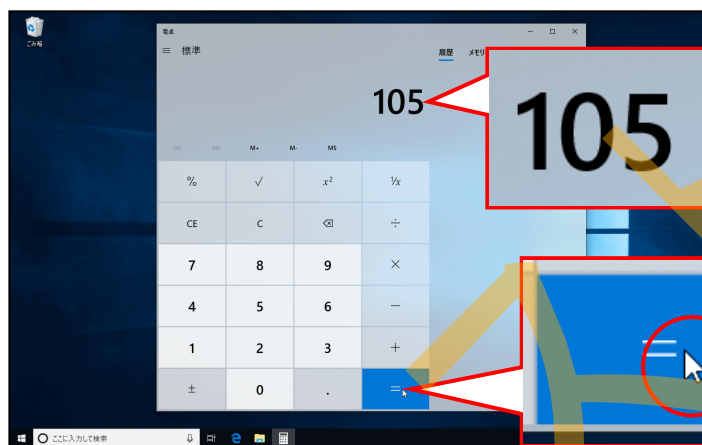 ごみ箱
電卓
標準
履歴 メモリ
105
105
MC MR M+ M- MS
% √ x² ⅟x
CE C ÷
7 8 9 ×
4 5 6 −
1 2 3 +
± 0 . =
=
ここに入力して検索